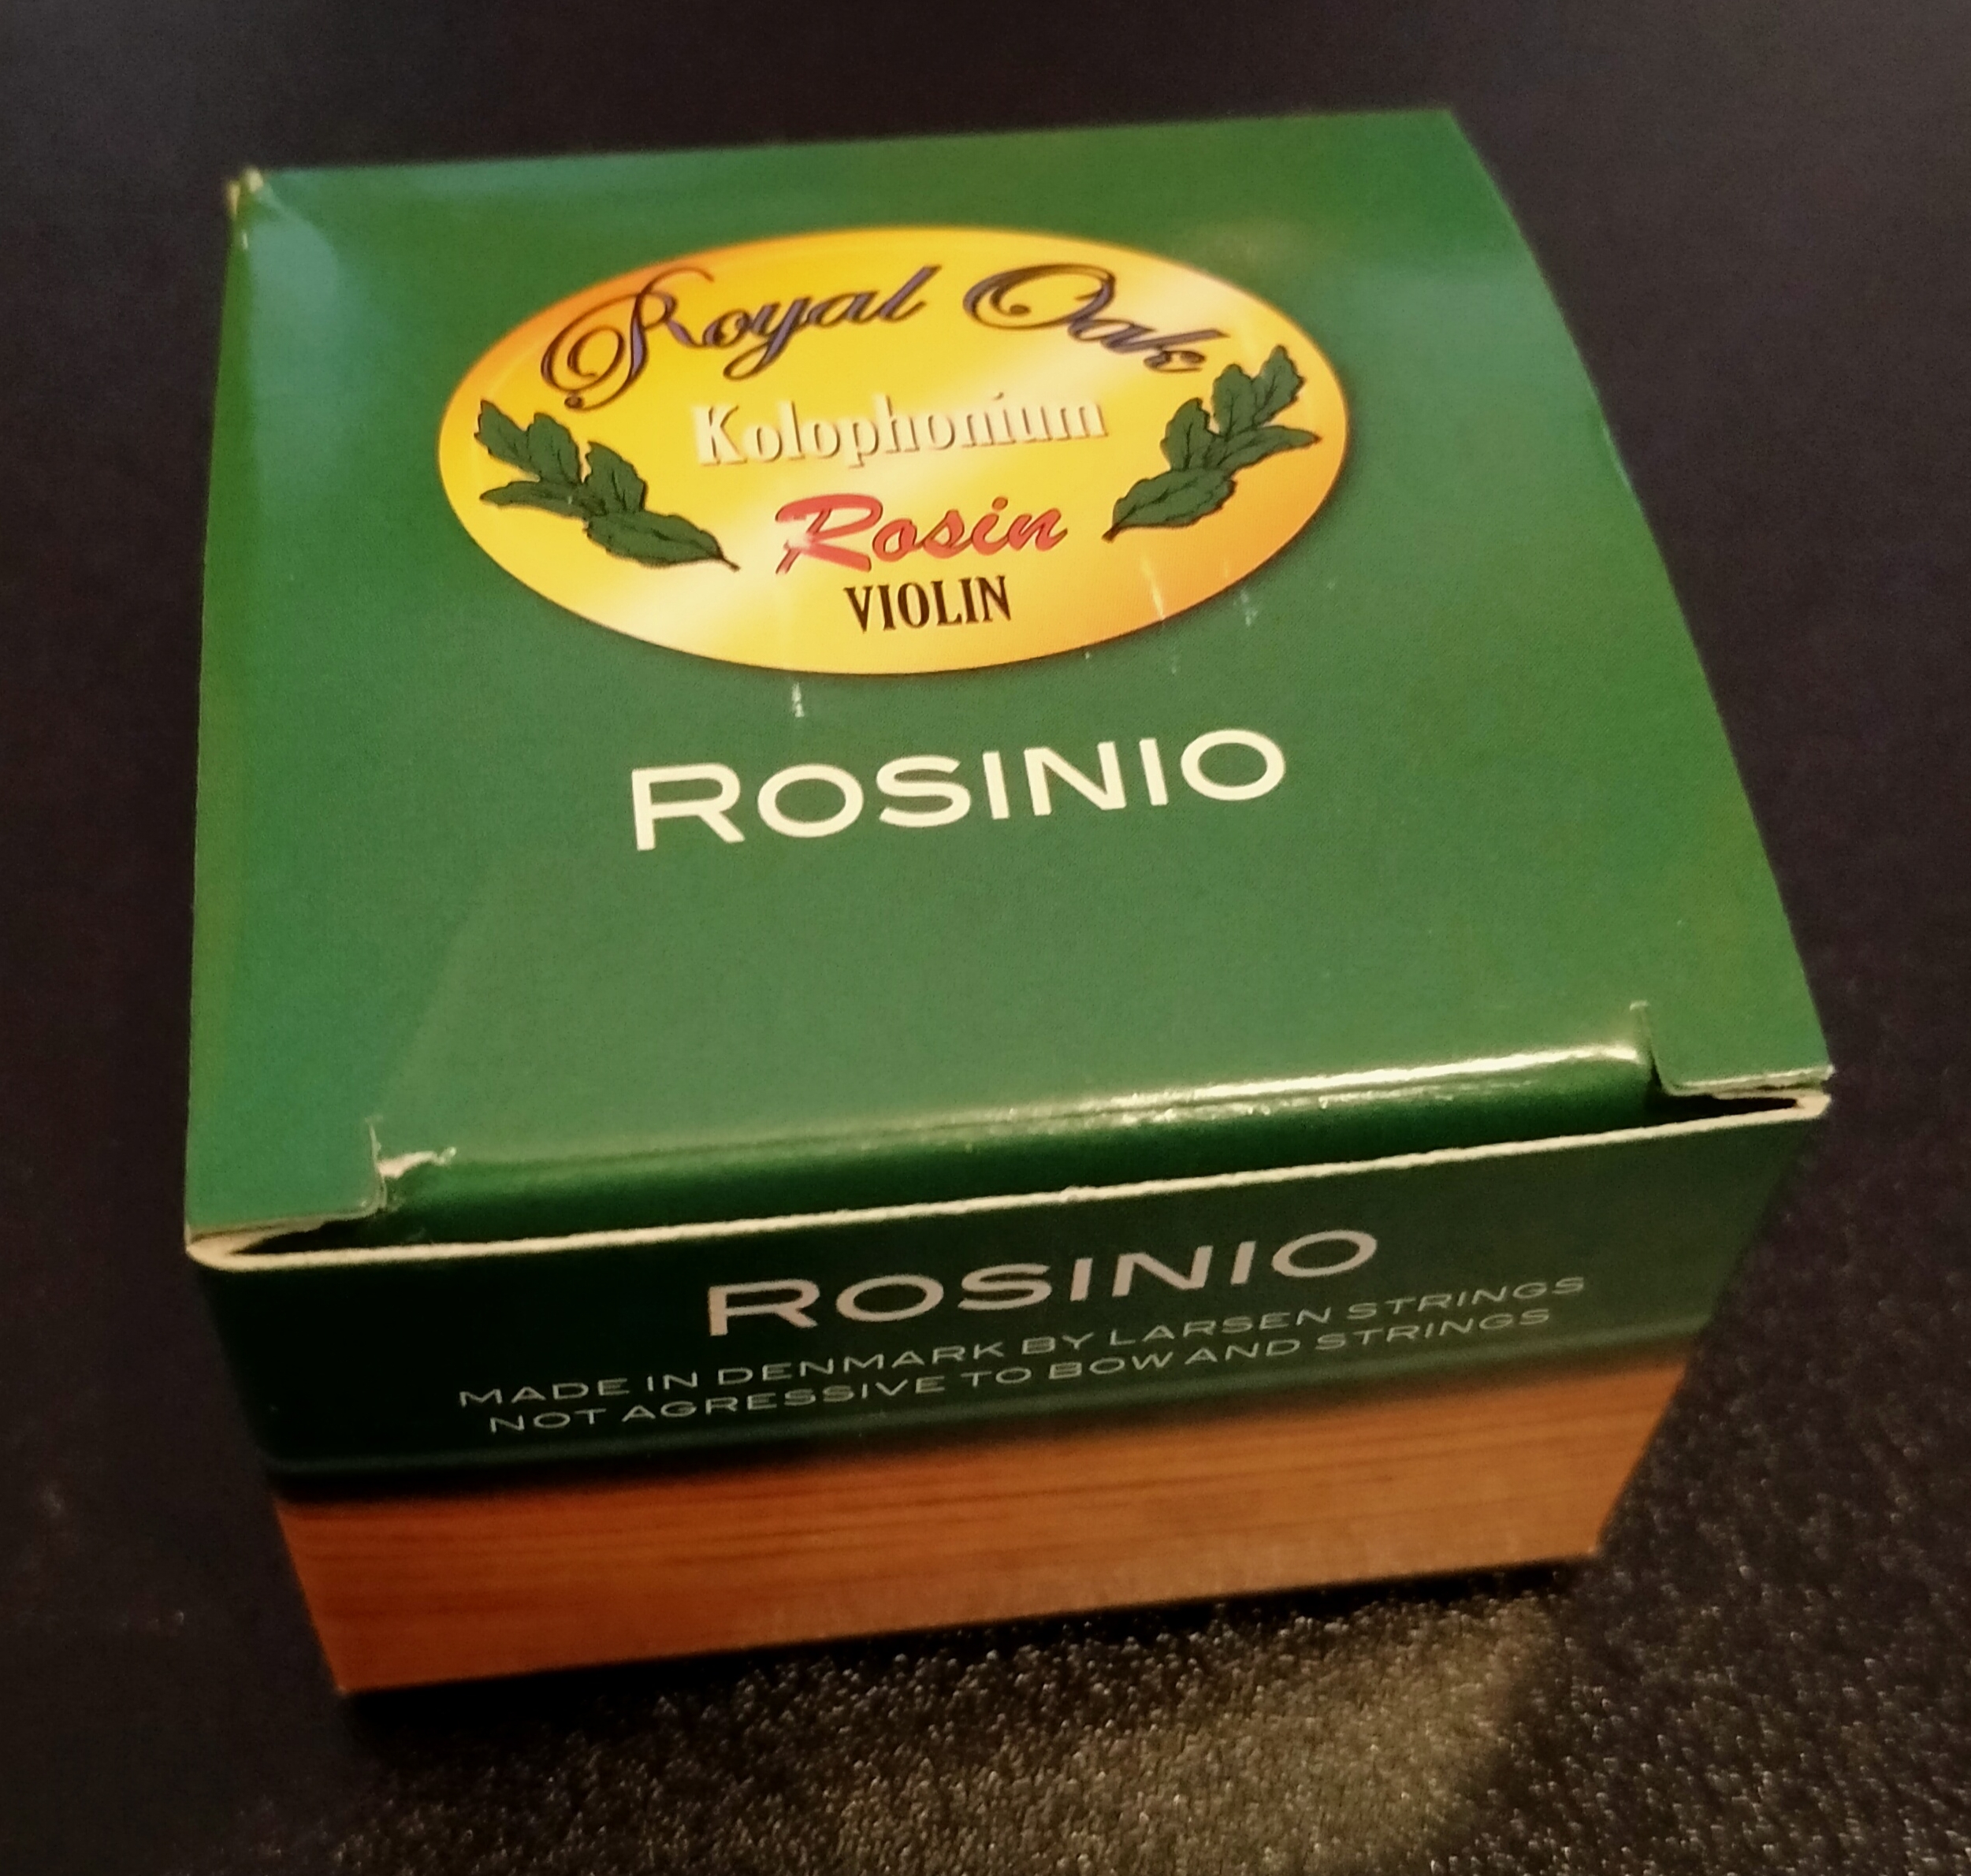 Royal Oak
Kolophonium
Rosin
VIOLIN
ROSINIO
ROSINIO
MADE IN DENMARK BY LARSEN STRINGS
NOT AGRESSIVE TO BOW AND STRINGS